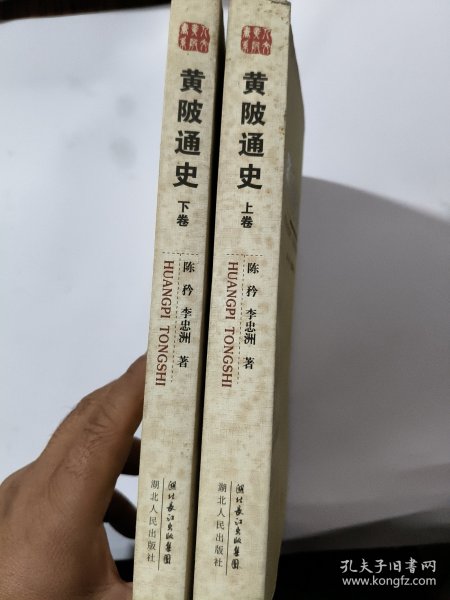 黄陂通史
下卷
陈矜 李忠洲 著
HUANGPI TONGSHI
湖北长江出版集团
湖北人民出版社
黄陂通史
上卷
陈矜 李忠洲 著
HUANGPI TONGSHI
湖北长江出版集团
湖北人民出版社
孔夫子旧书网
www.kongfz.com